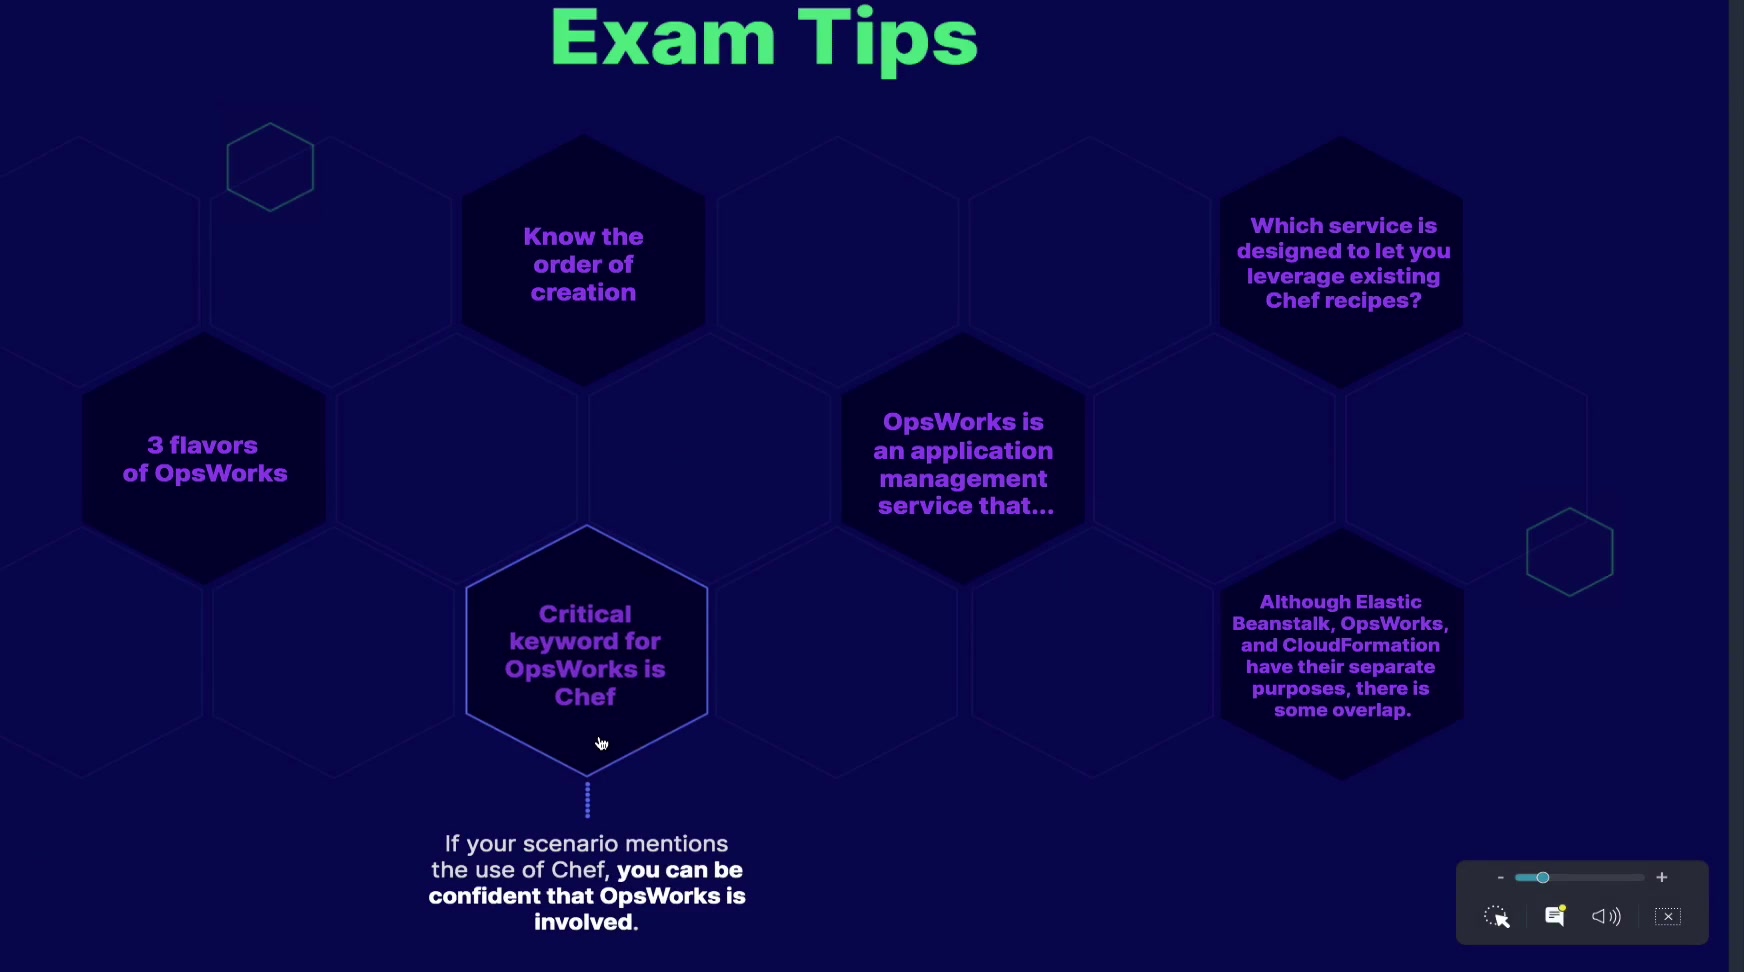 Exam Tips
Know the
order of
creation
Which service is
designed to let you
leverage existing
Chef recipes?
3 flavors
of OpsWorks
OpsWorks is
an application
management
service that...
Critical
keyword for
OpsWorks is
Chef
Although Elastic
Beanstalk, OpsWorks,
and CloudFormation
have their separate
purposes, there is
some overlap.
If your scenario mentions
the use of Chef, you can be
confident that OpsWorks is
involved.